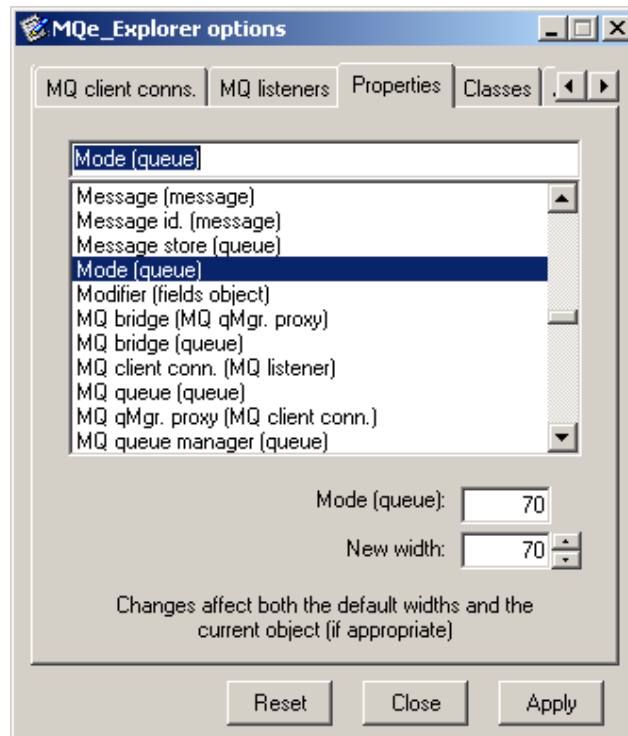 MQe_Explorer options
MQ client conns.
MQ listeners
Properties
Classes
Mode (queue)
Message (message)
Message id. (message)
Message store (queue)
Mode (queue)
Modifier (fields object)
MQ bridge (MQ qMgr. proxy)
MQ bridge (queue)
MQ client conn. (MQ listener)
MQ queue (queue)
MQ qMgr. proxy (MQ client conn.)
MQ queue manager (queue)
Mode (queue): 70
New width: 70
Changes affect both the default widths and the
current object (if appropriate)
Reset Close Apply